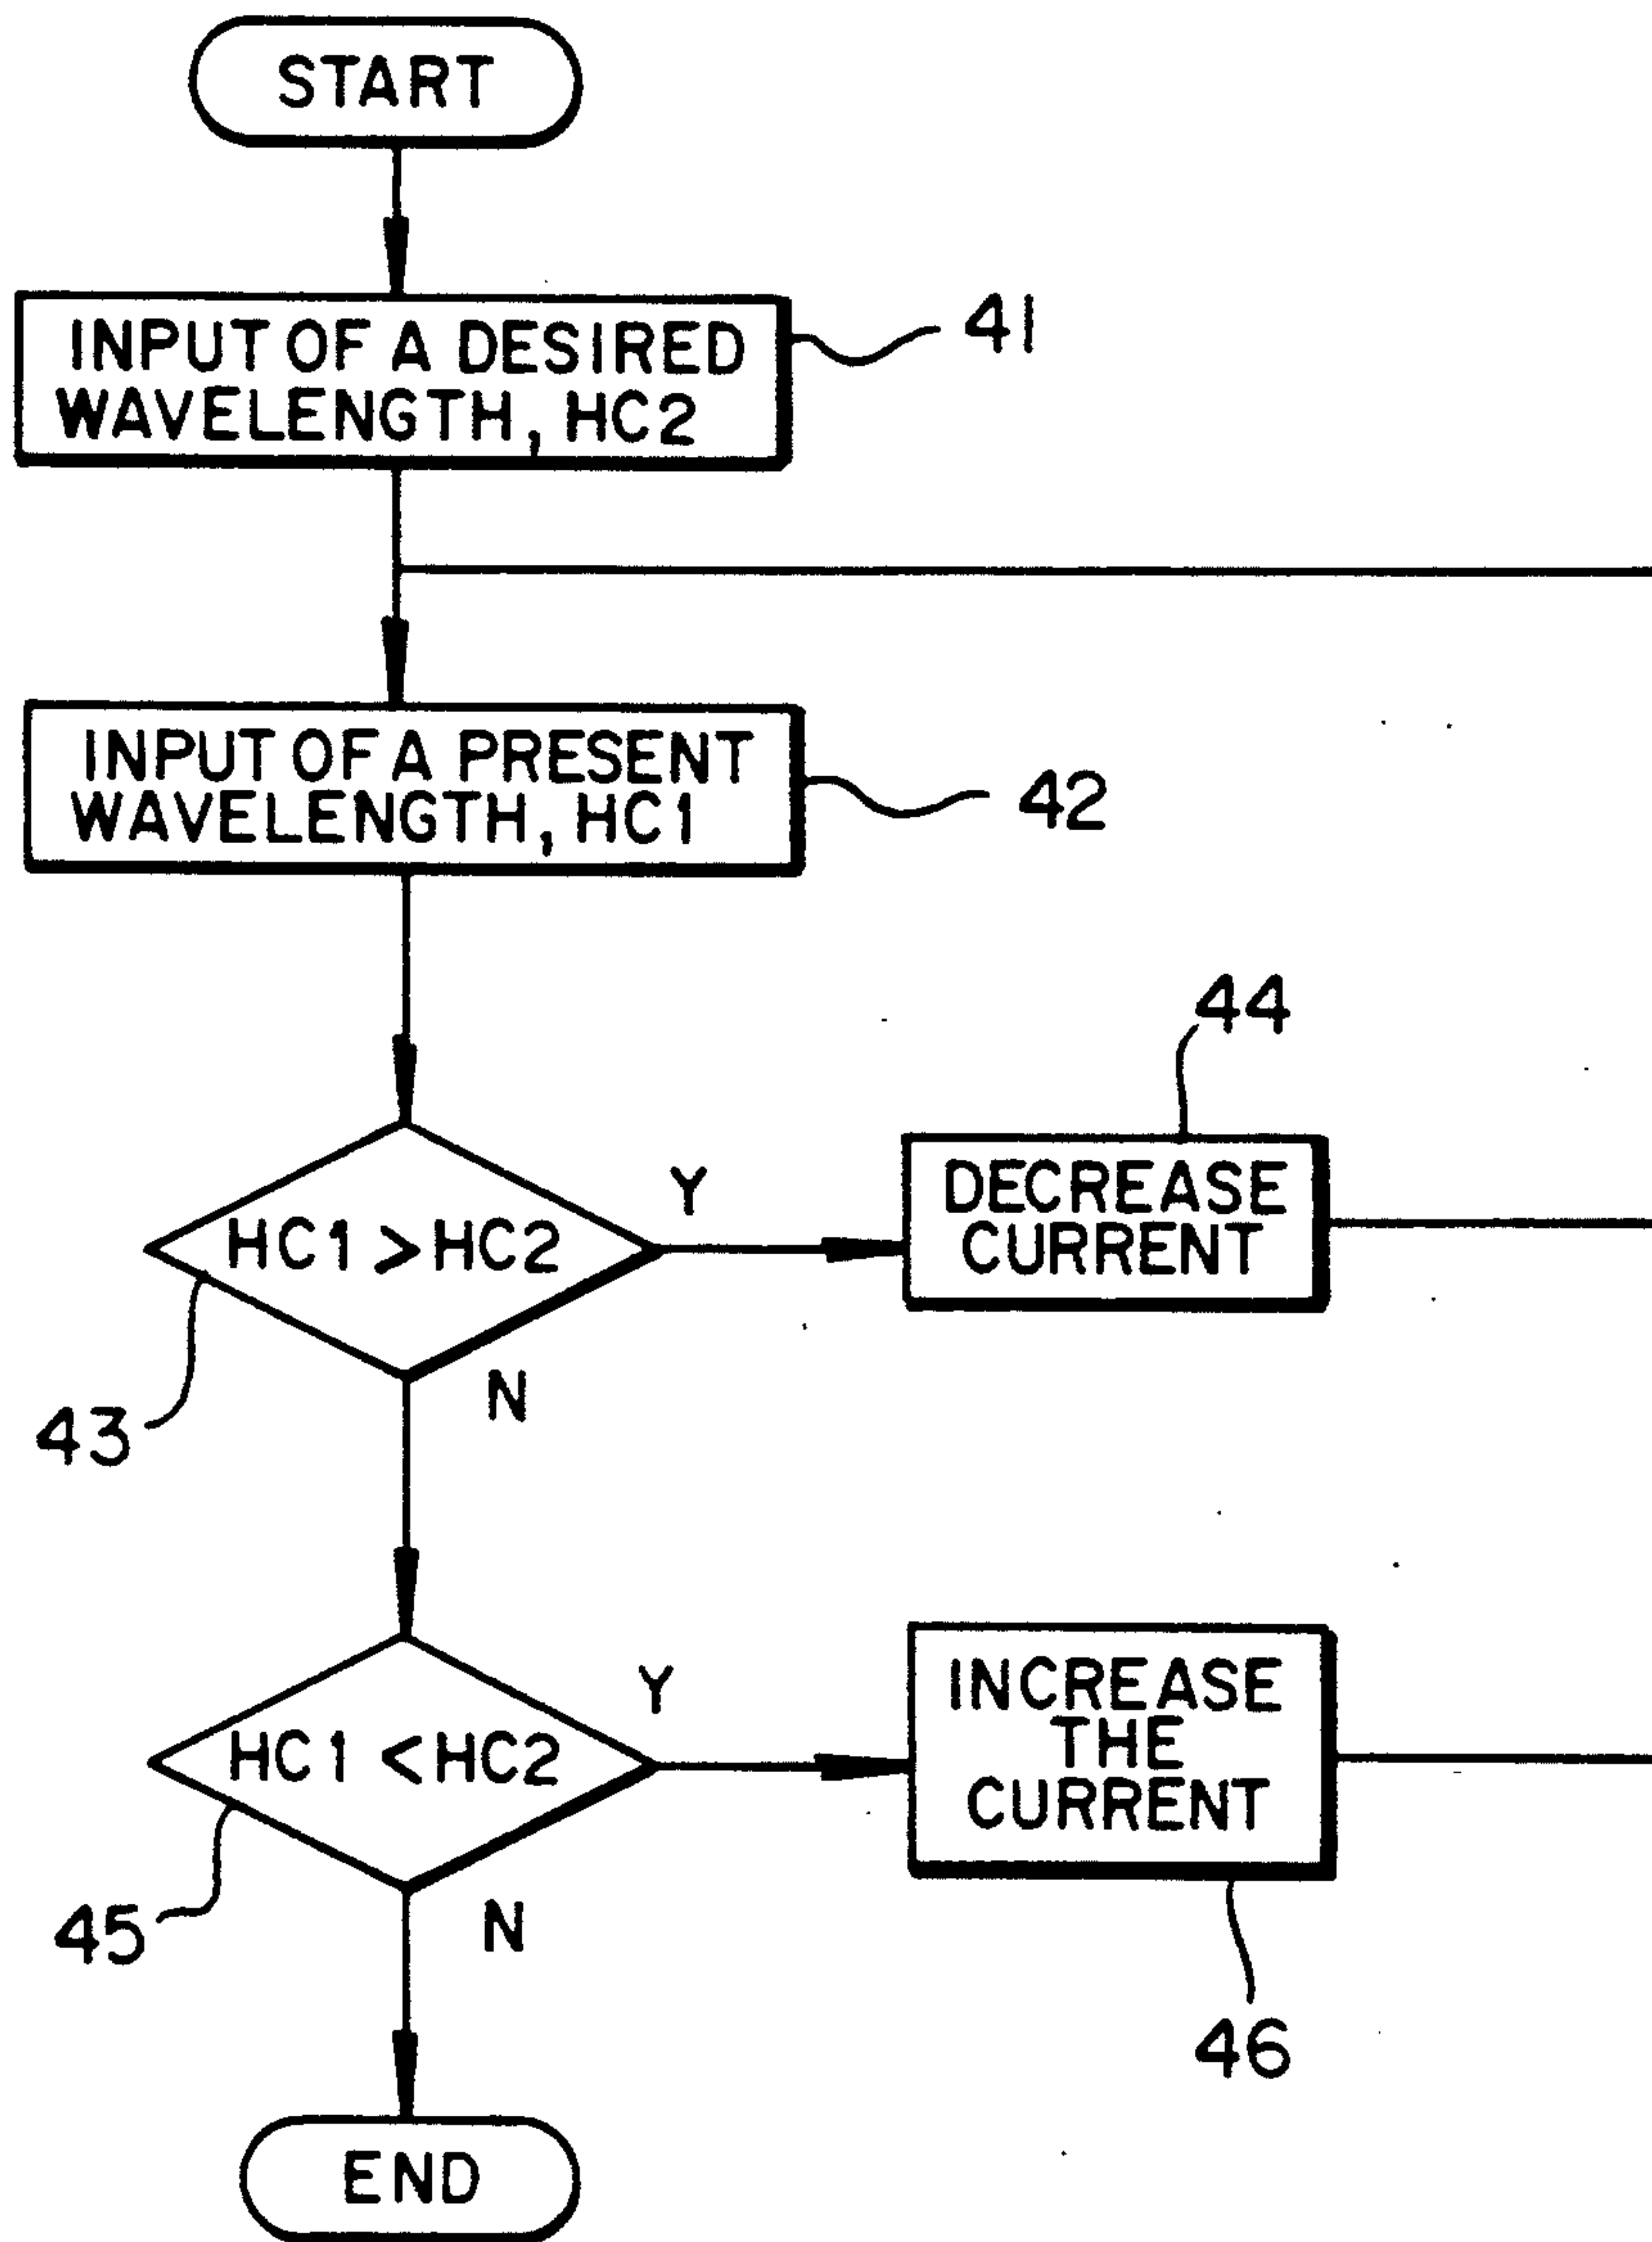 START
INPUT OF A DESIRED
WAVELENGTH, HC2
41
INPUT OF A PRESENT
WAVELENGTH, HC1
42
44
DECREASE
CURRENT
Y
HC1 > HC2
N
43
INCREASE
THE
CURRENT
Y
HC1 < HC2
N
45
46
END